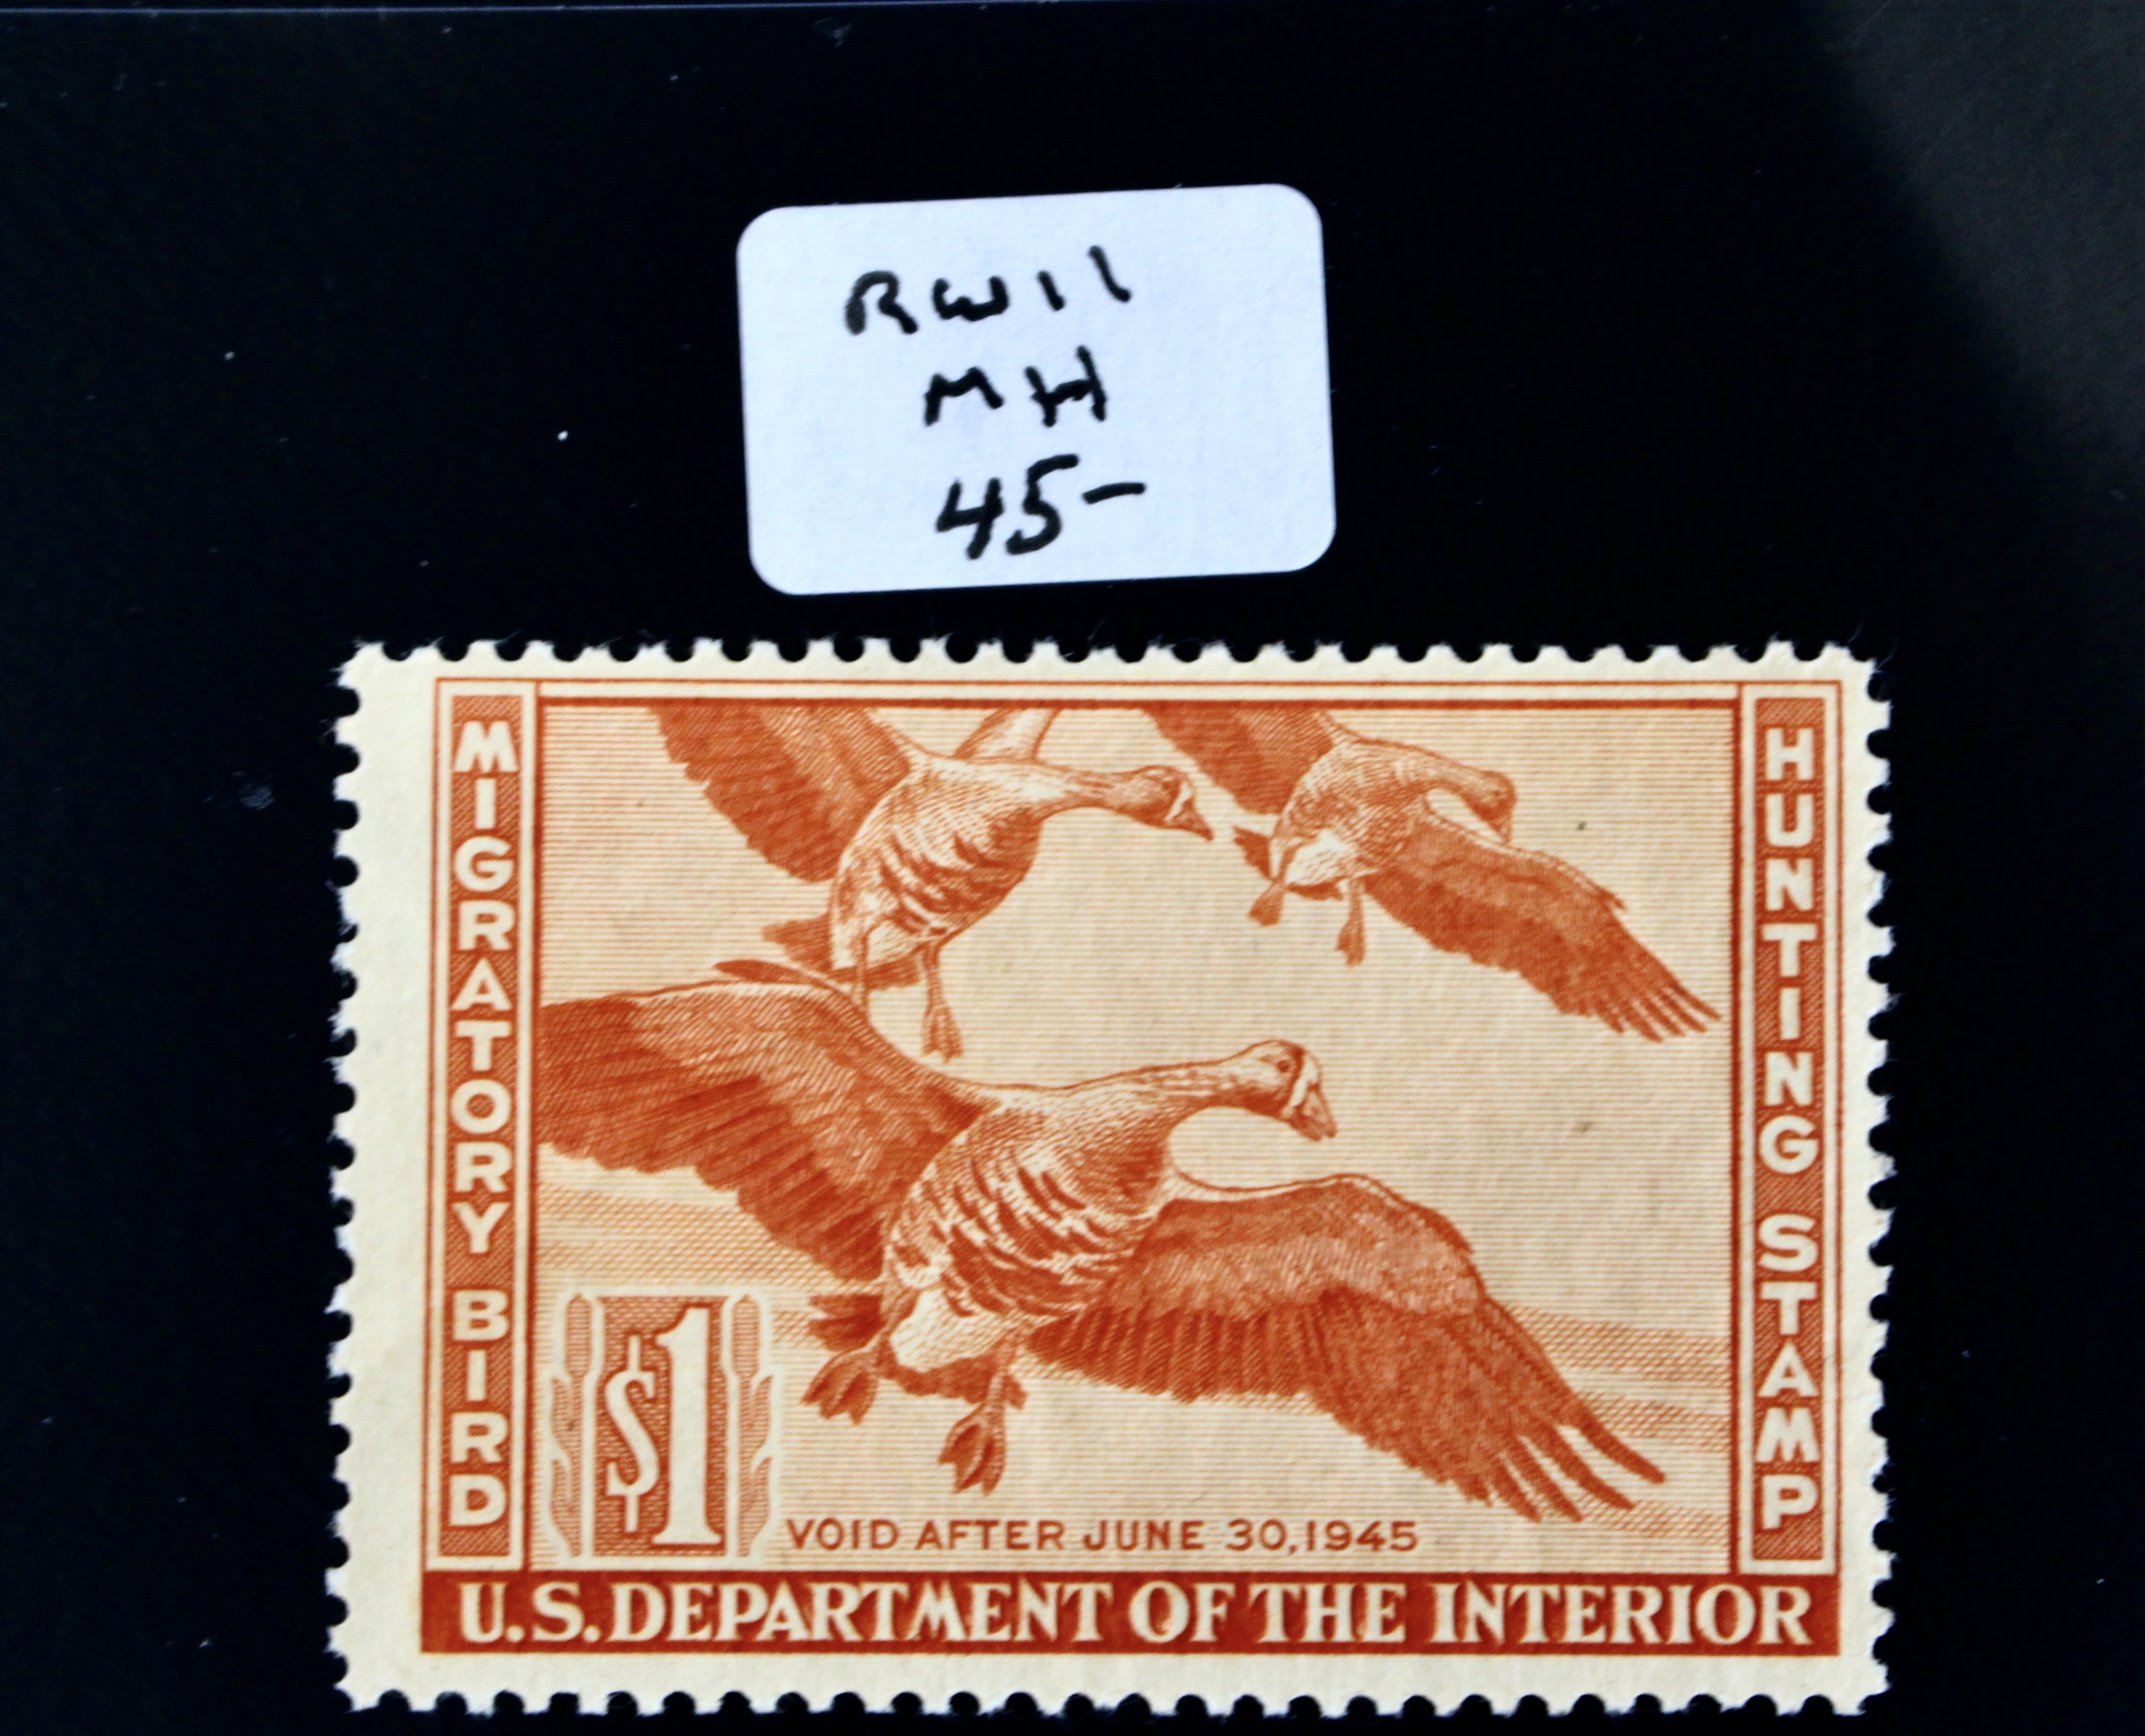 RW11
MH
45-
MIGRATORY BIRD
HUNTING STAMP
$1
VOID AFTER JUNE 30, 1945
U.S. DEPARTMENT OF THE INTERIOR